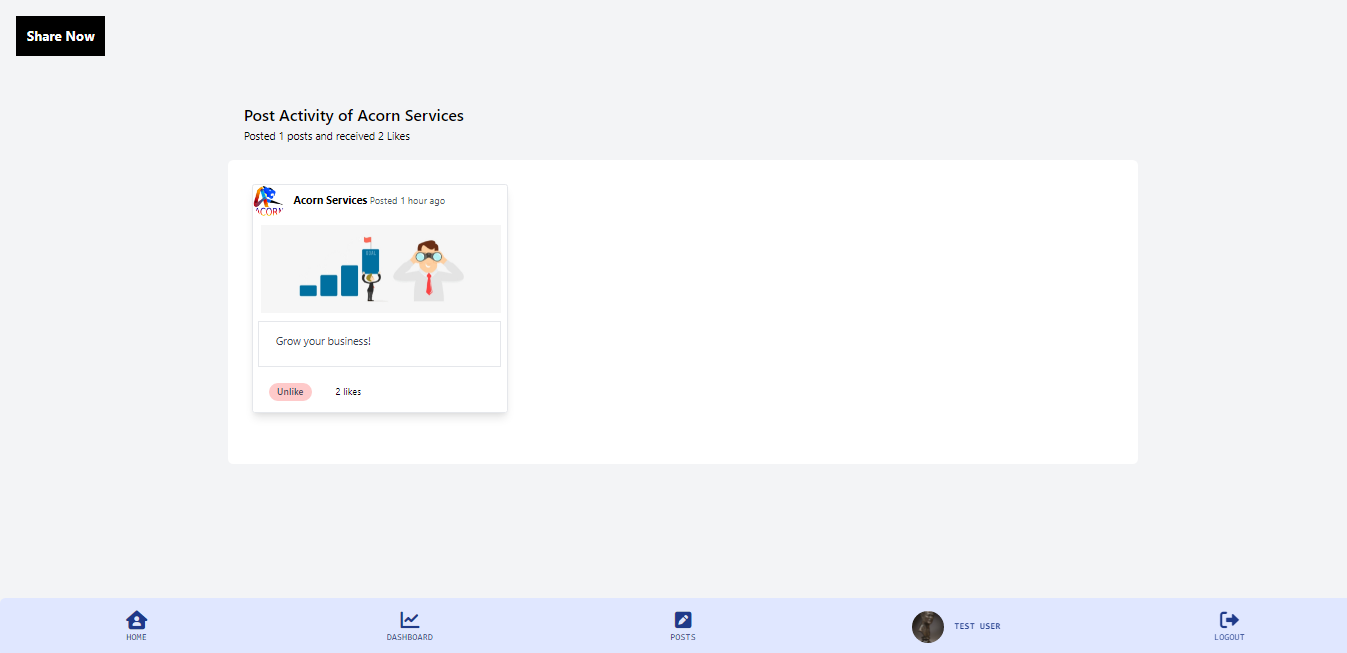 Share Now
Post Activity of Acorn Services
Posted 1 posts and received 2 Likes
ACORN
Acorn Services Posted 1 hour ago
GOAL
Grow your business!
Unlike
2 likes
HOME
DASHBOARD
POSTS
TEST USER
LOGOUT